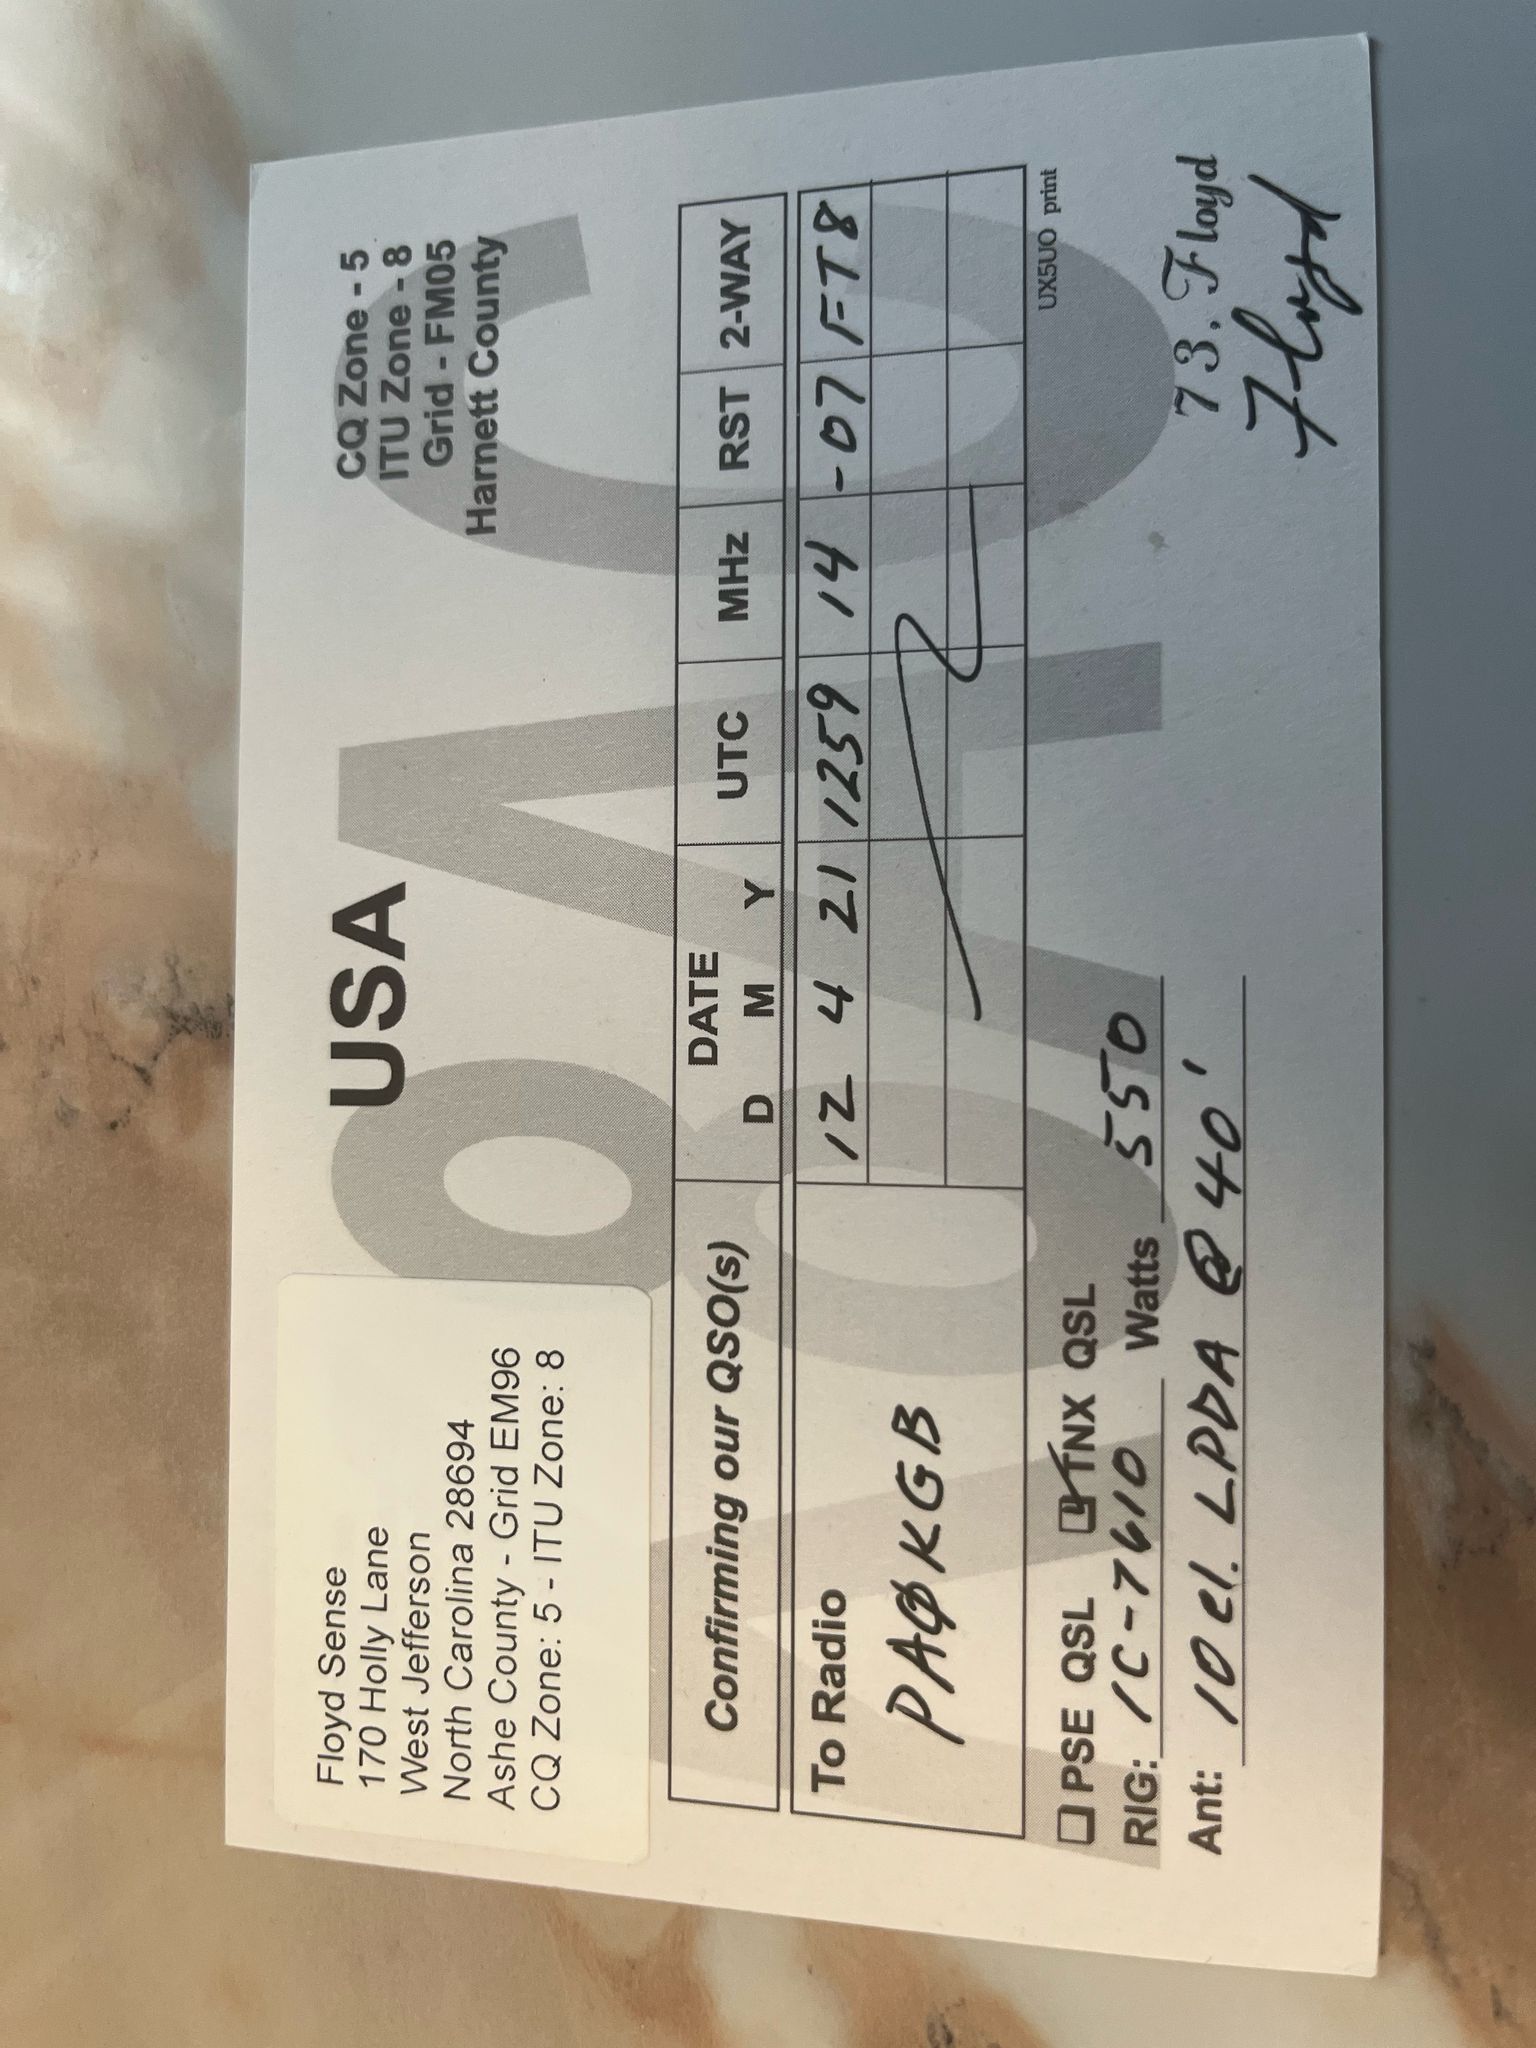 Floyd Sense
170 Holly Lane
West Jefferson
North Carolina 28694
Ashe County - Grid EM96
CQ Zone: 5 - ITU Zone: 8
USA
CQ Zone - 5
ITU Zone - 8
Grid - FM05
Harnett County
Confirming our QSO(s) DATE D M Y UTC MHz RST 2-WAY
To Radio 12 4 21 1259 14 -07 FT8
PAØKGB
PSE QSL TNX QSL
UX5UO print
RIG: IC-7610 Watts 550
Ant: 10 el. LPDA @ 40'
73, Floyd
Floyd